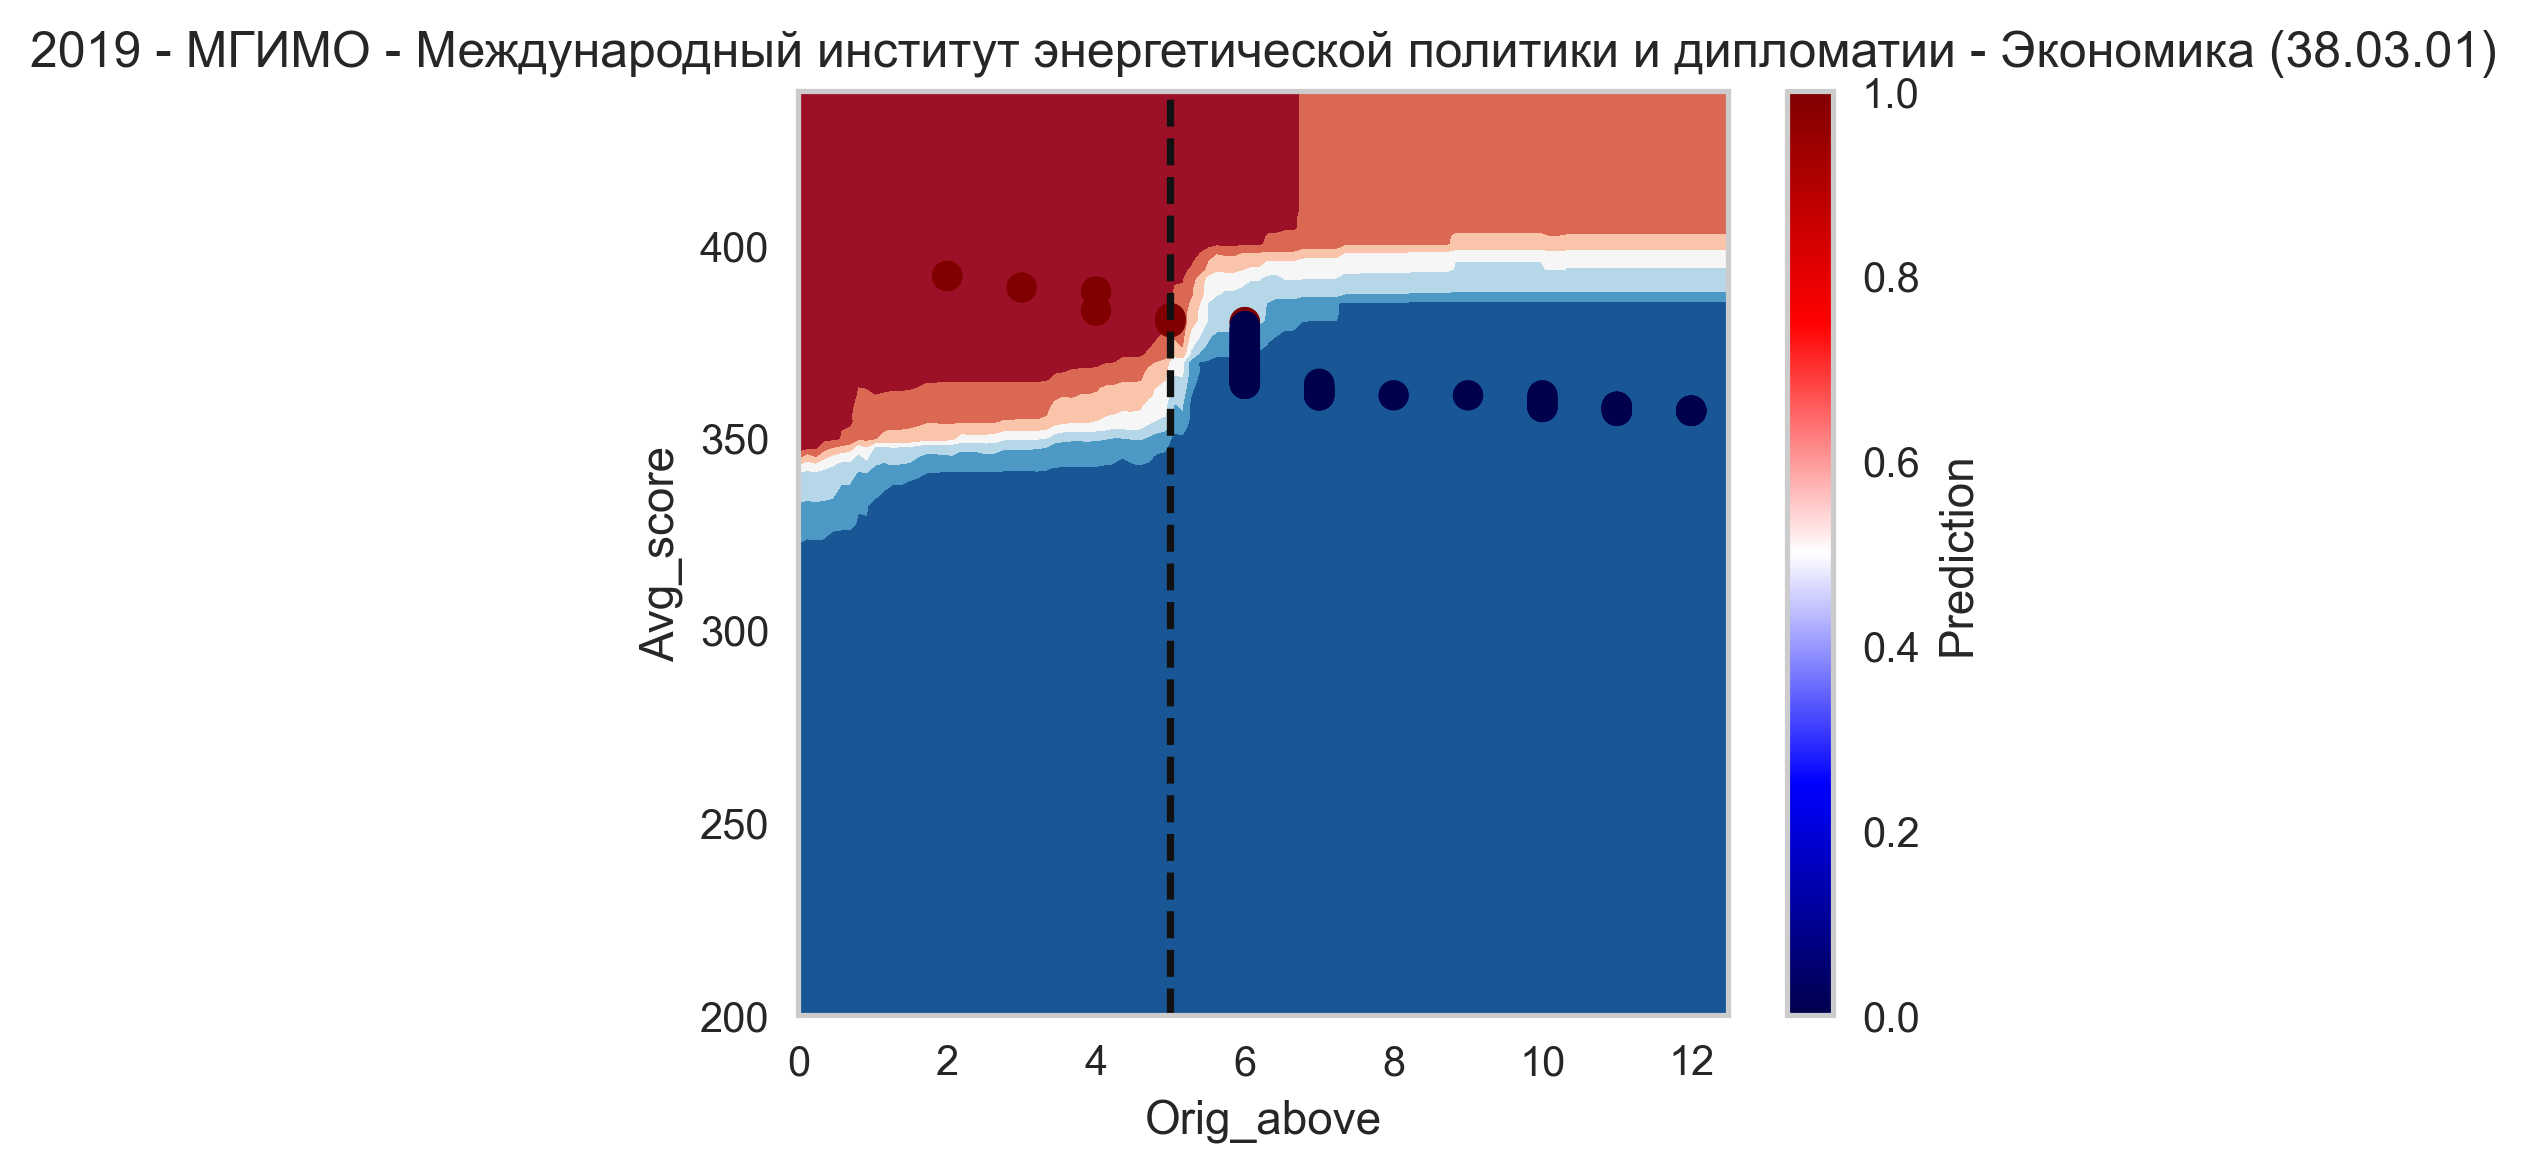 2019 - МГИМО - Международный институт энергетической политики и дипломатии - Экономика (38.03.01)
Avg_score
400
350
300
250
200
0 2 4 6 8 10 12
Orig_above
1.0
0.8
0.6
0.4
0.2
0.0
Prediction